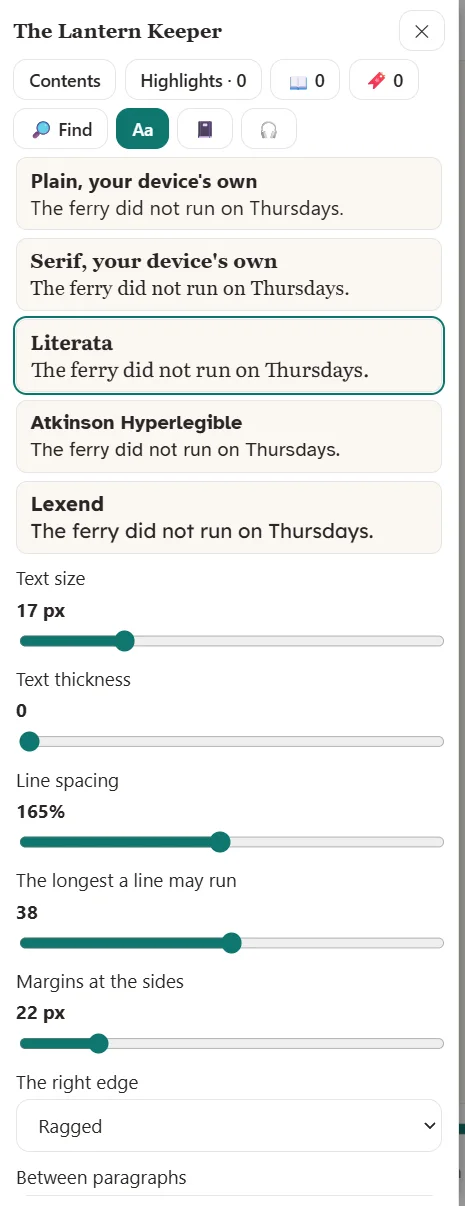 The Lantern Keeper
Contents
Highlights · 0
0
0
Find
Aa
Plain, your device's own
The ferry did not run on Thursdays.
Serif, your device's own
The ferry did not run on Thursdays.
Literata
The ferry did not run on Thursdays.
Atkinson Hyperlegible
The ferry did not run on Thursdays.
Lexend
The ferry did not run on Thursdays.
Text size
17 px
Text thickness
0
Line spacing
165%
The longest a line may run
38
Margins at the sides
22 px
The right edge
Ragged
Between paragraphs